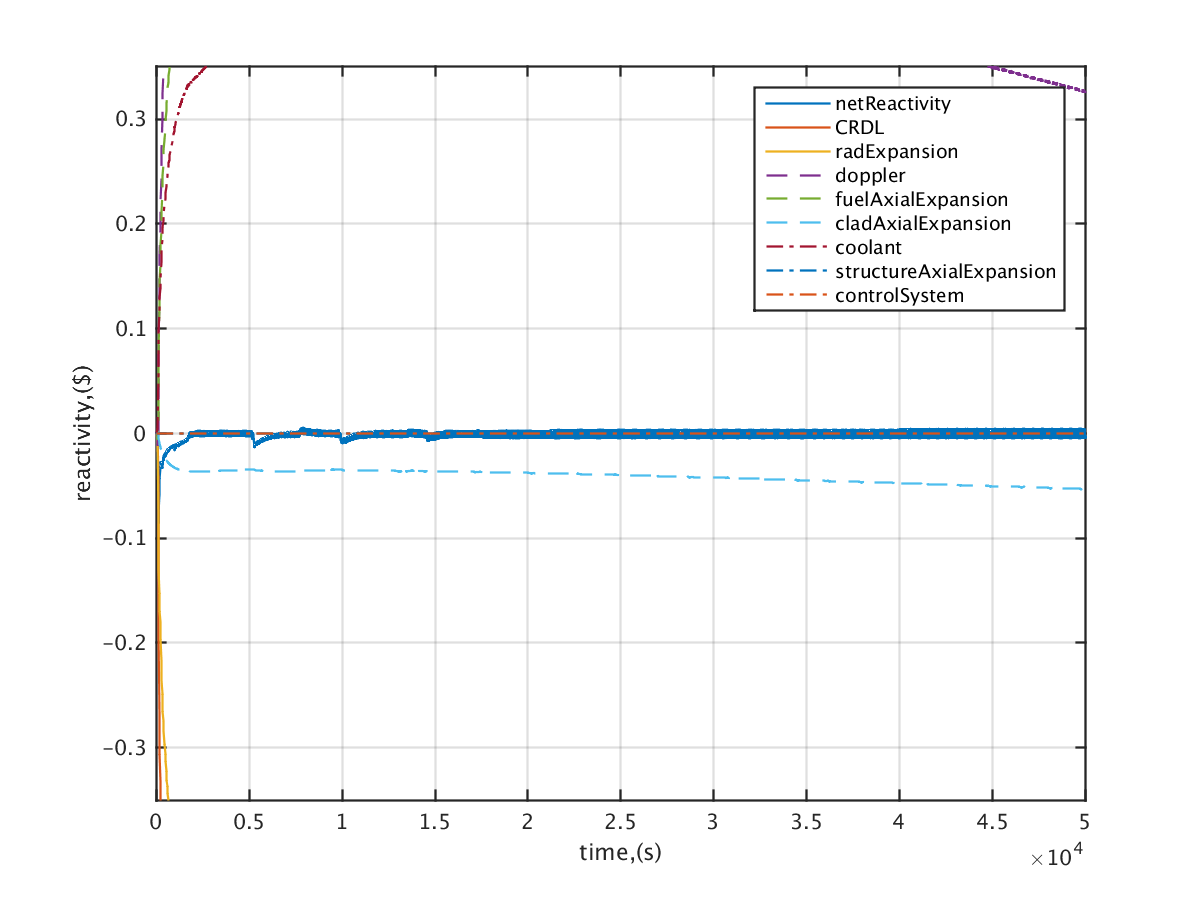 0.3
0.2
0.1
0
−0.1
−0.2
−0.3
reactivity,($)
netReactivity
CRDL
radExpansion
doppler
fuelAxialExpansion
cladAxialExpansion
coolant
structureAxialExpansion
controlSystem
0 0.5 1 1.5 2 2.5 3 3.5 4 4.5 5
time,(s)
×10⁴